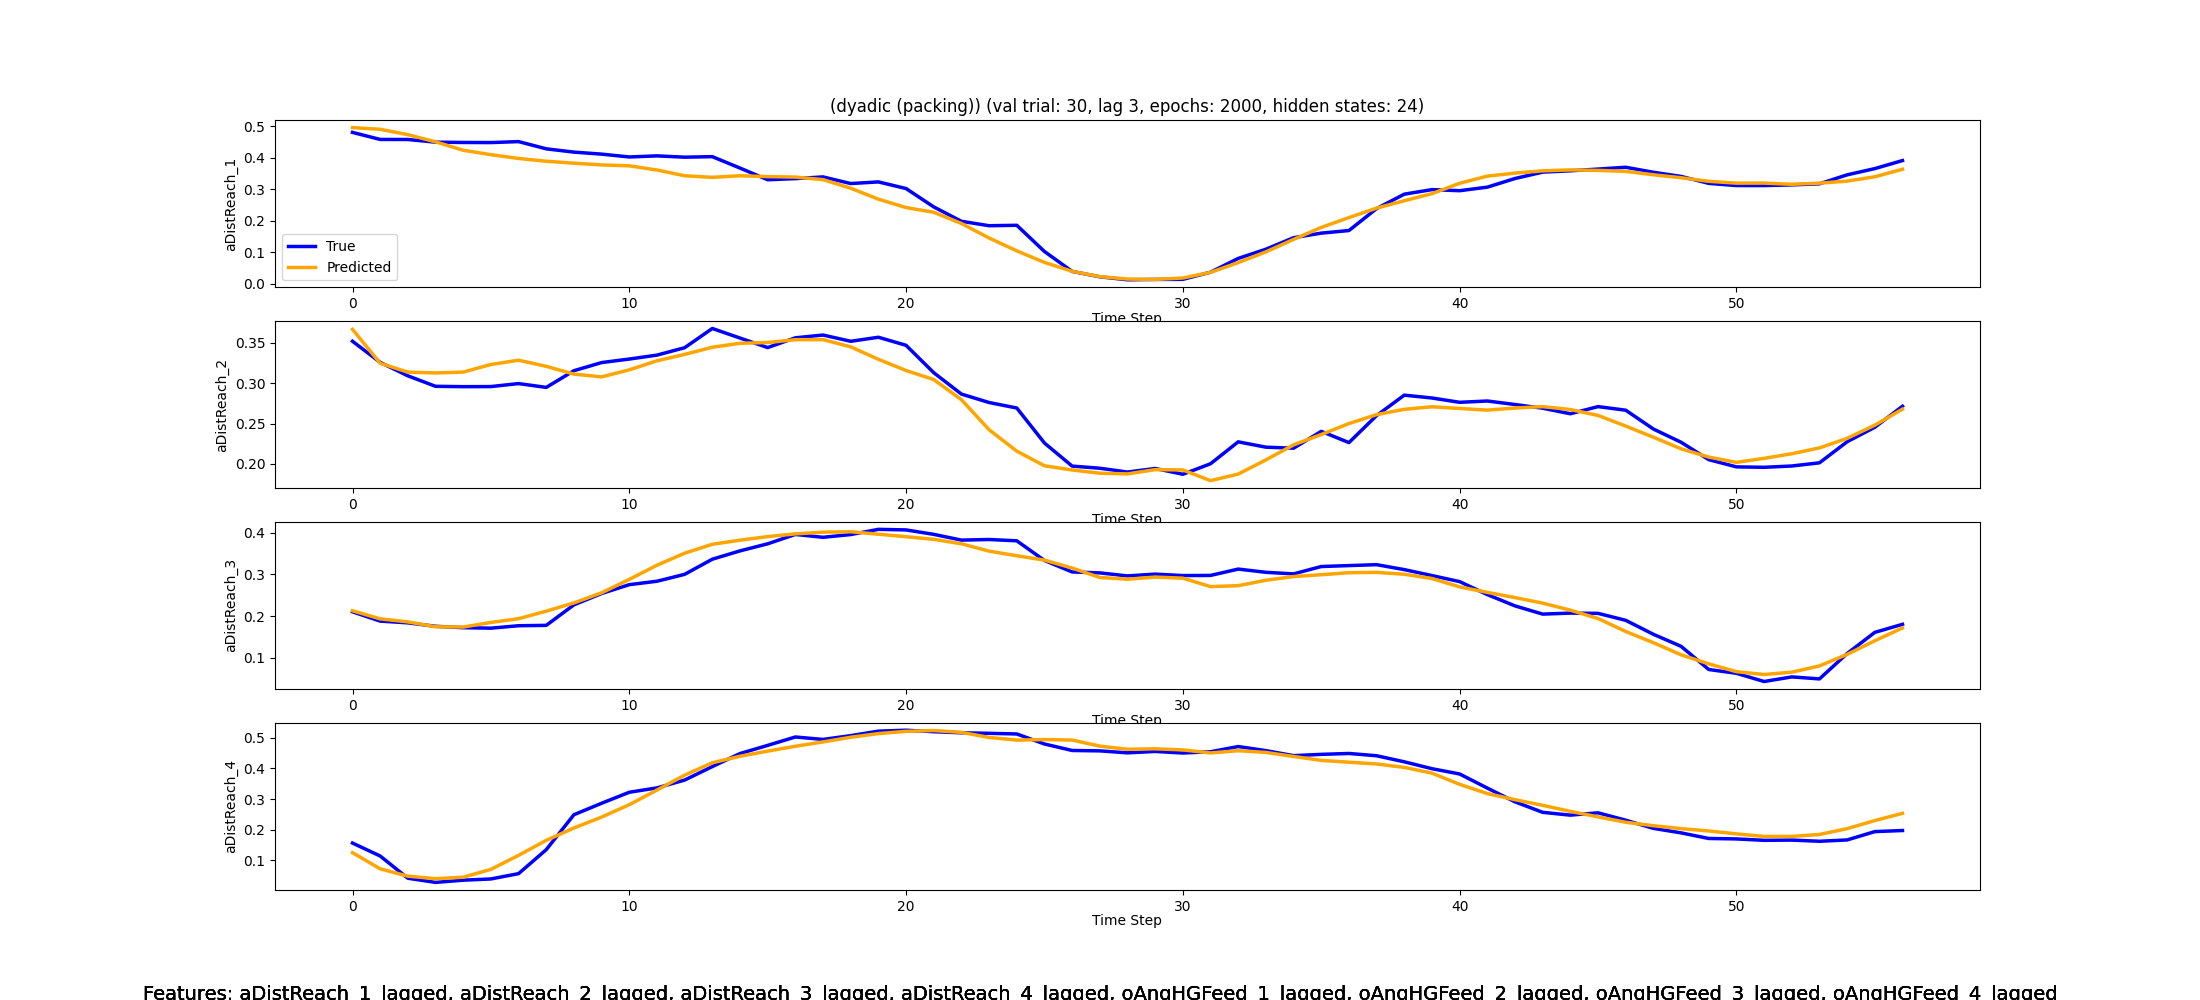 (dyadic (packing)) (val trial: 30, lag 3, epochs: 2000, hidden states: 24)
0.5
0.4
0.3
0.2
0.1
0.0
aDistReach_1
True
Predicted
0 10 20 30 40 50
Time Step
0.35
0.30
0.25
0.20
aDistReach_2
0 10 20 30 40 50
Time Step
0.4
0.3
0.2
0.1
aDistReach_3
0 10 20 30 40 50
Time Step
0.5
0.4
0.3
0.2
0.1
aDistReach_4
0 10 20 30 40 50
Time Step
Features: aDistReach_1_lagged, aDistReach_2_lagged, aDistReach_3_lagged, aDistReach_4_lagged, oAngHGFeed_1_lagged, oAngHGFeed_2_lagged, oAngHGFeed_3_lagged, oAngHGFeed_4_lagged